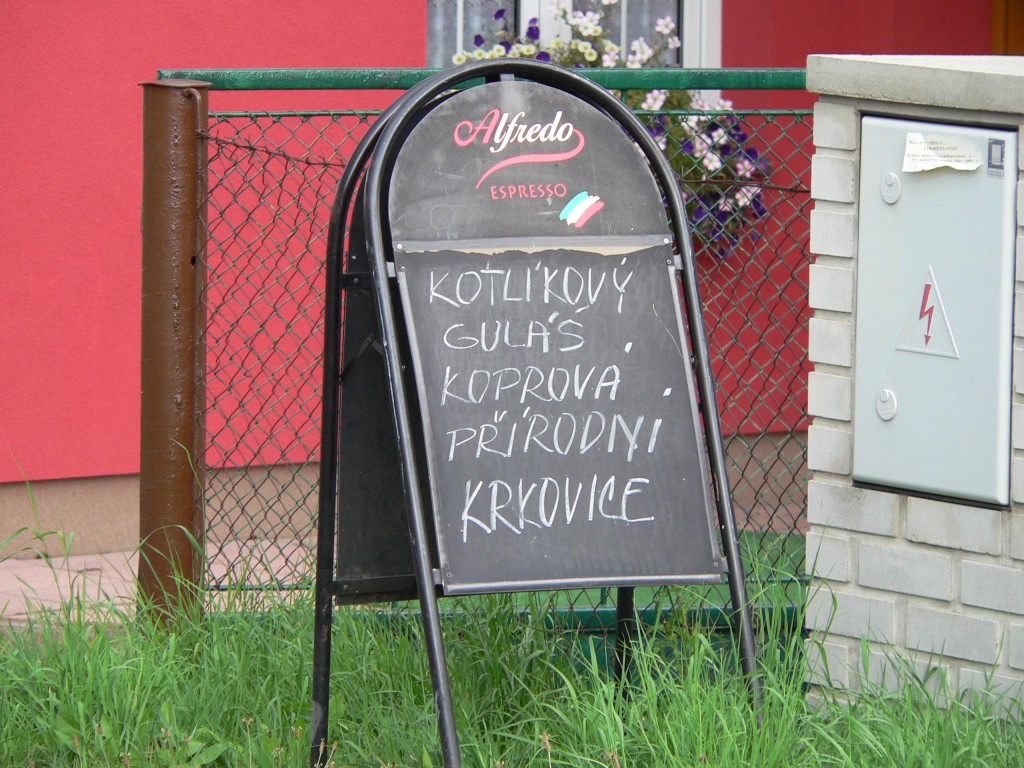 Alfredo
ESPRESSO
KOTLÍKOVÝ
GULÁŠ
KOPROVÁ
PŘÍRODNÍ
KRKOVICE